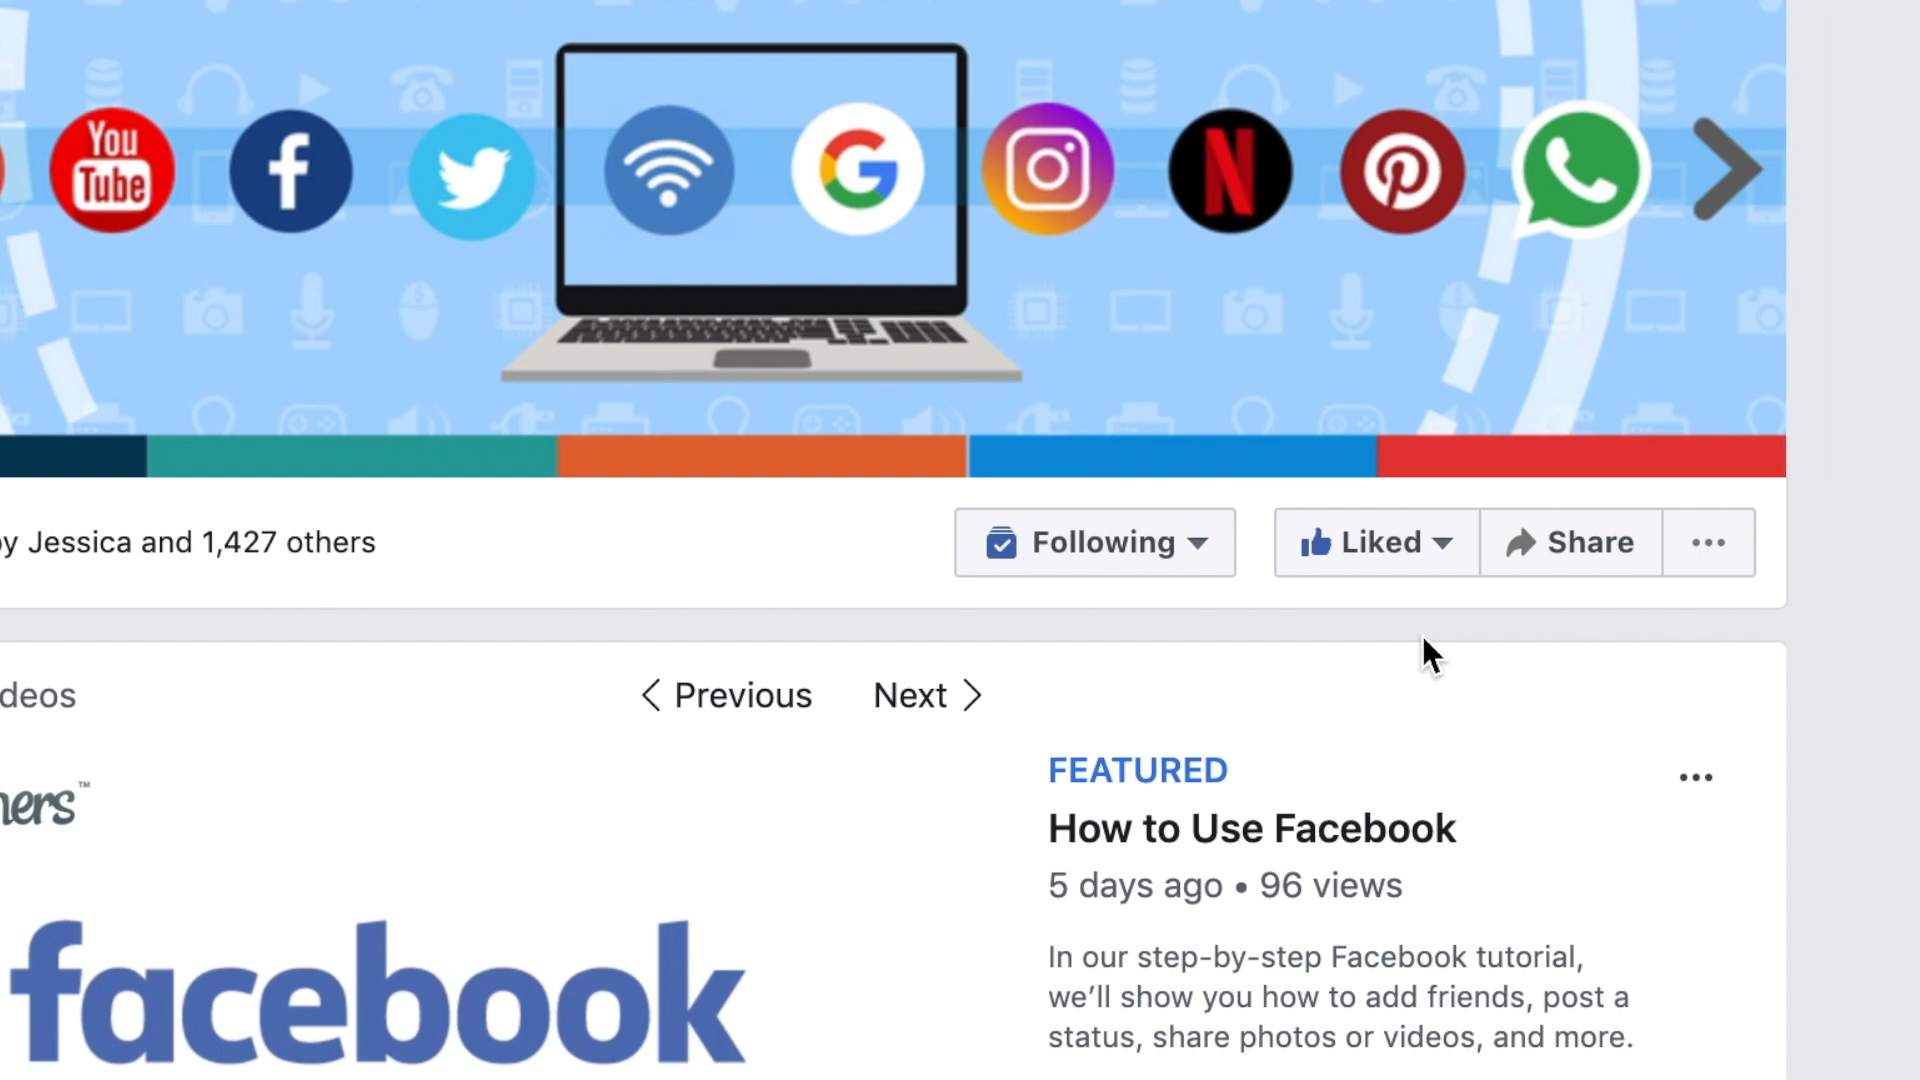 You
Tube
f
G
N
y Jessica and 1,427 others
Following
Liked
Share
deos
Previous
Next
FEATURED
ners™
How to Use Facebook
5 days ago • 96 views
In our step-by-step Facebook tutorial,
we’ll show you how to add friends, post a
status, share photos or videos, and more.
facebook